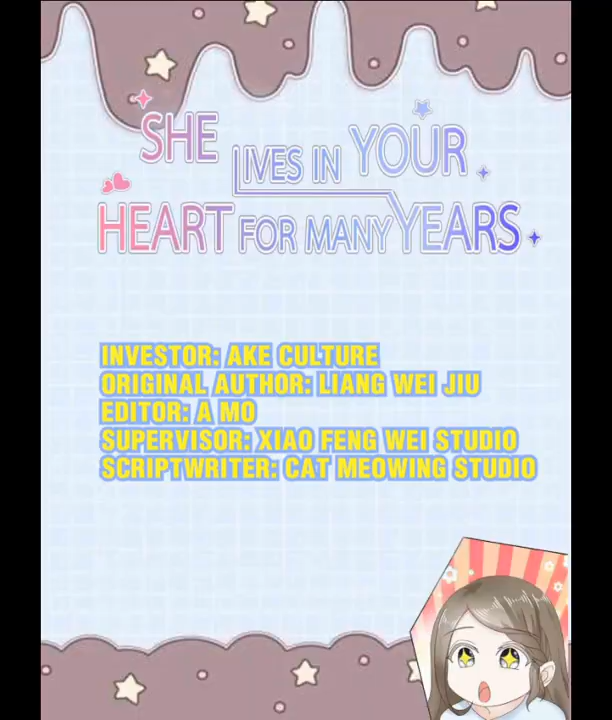 SHE LIVES IN YOUR
HEART FOR MANY YEARS
INVESTOR: AKE CULTURE
ORIGINAL AUTHOR: LIANG WEI JIU
EDITOR: A MO
SUPERVISOR: XIAO FENG WEI STUDIO
SCRIPTWRITER: CAT MEOWING STUDIO